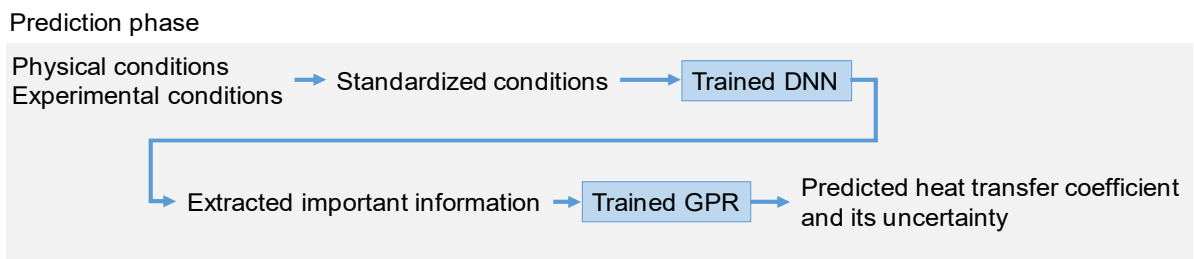 Prediction phase
Physical conditions
Experimental conditions
Standardized conditions
Trained DNN
Extracted important information
Trained GPR
Predicted heat transfer coefficient
and its uncertainty